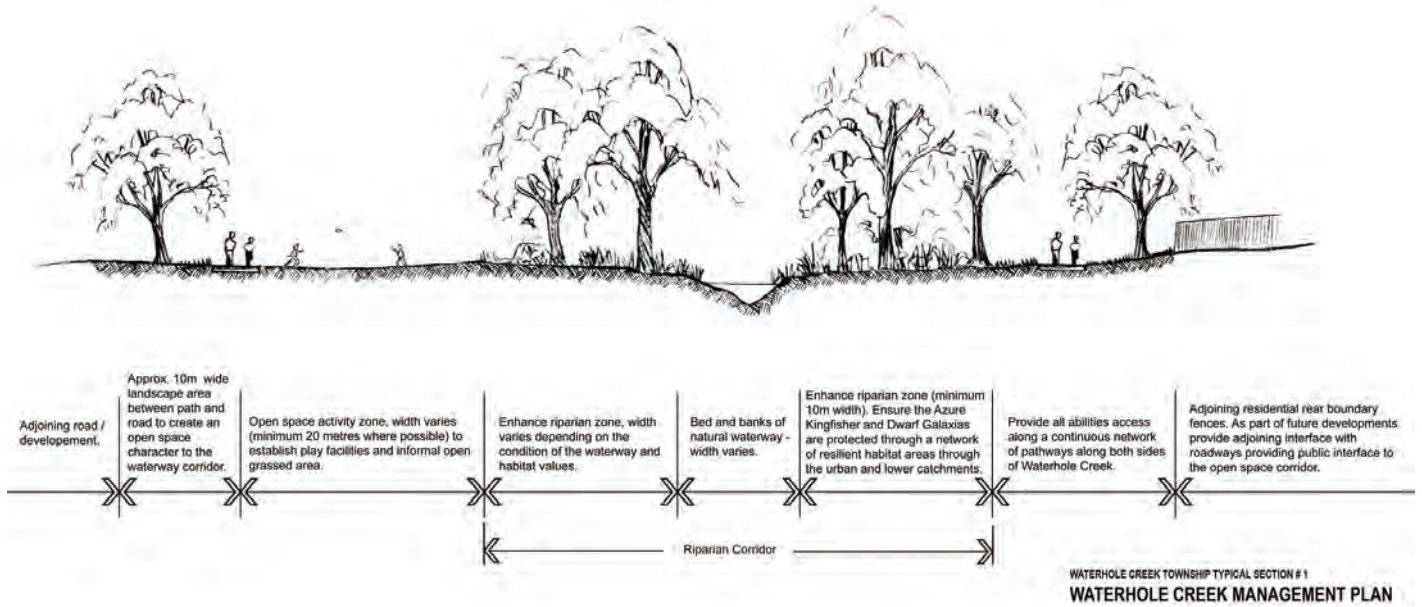 Adjoining road /
developement.
Approx. 10m wide
landscape area
between path and
road to create an
open space
character to the
waterway corridor.
Open space activity zone, width varies
(minimum 20 metres where possible) to
establish play facilities and informal open
grassed area.
Enhance riparian zone, width
varies depending on the
condition of the waterway and
habitat values.
Bed and banks of
natural waterway -
width varies.
Enhance riparian zone (minimum
10m width). Ensure the Azure
Kingfisher and Dwarf Galaxias
are protected through a network
of resilient habitat areas through
the urban and lower catchments.
Provide all abilities access
along a continuous network
of pathways along both sides
of Waterhole Creek.
Adjoining residential rear boundary
fences. As part of future developments
provide adjoining interface with
roadways providing public interface to
the open space corridor.
Riparian Corridor
WATERHOLE CREEK TOWNSHIP TYPICAL SECTION # 1
WATERHOLE CREEK MANAGEMENT PLAN